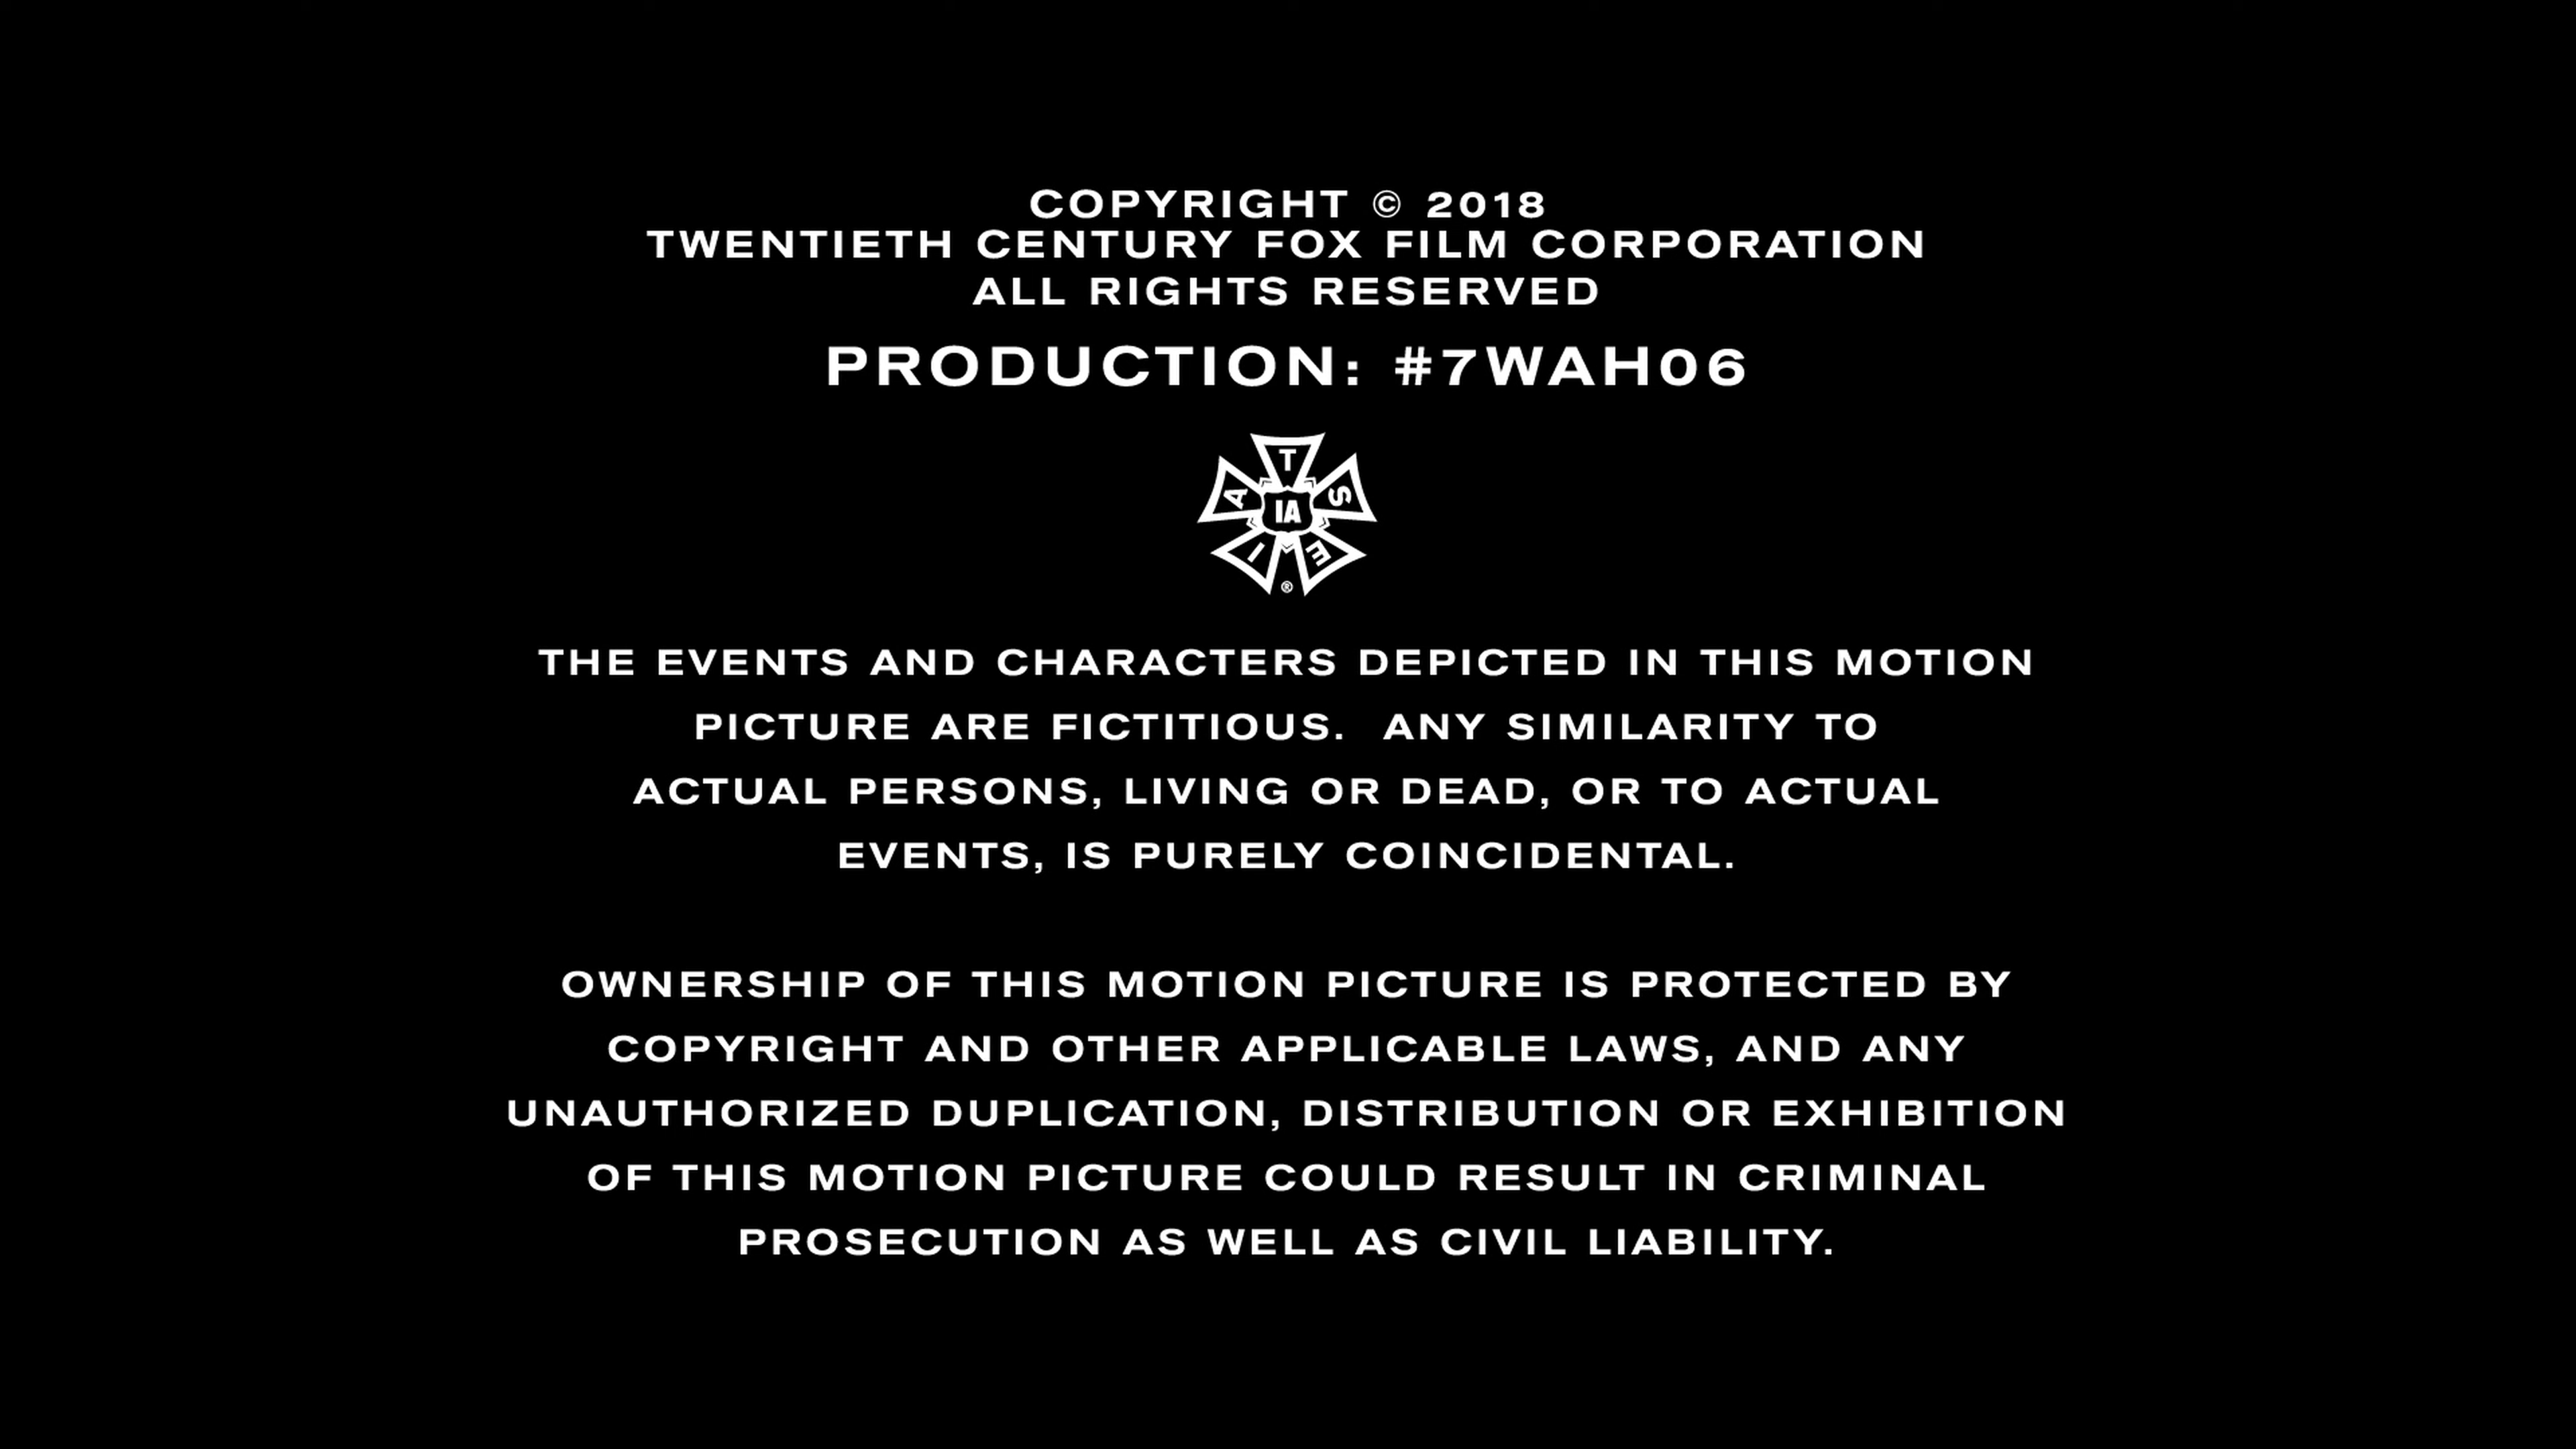 COPYRIGHT © 2018
TWENTIETH CENTURY FOX FILM CORPORATION
ALL RIGHTS RESERVED
PRODUCTION: #7WAH06
I A T S E
IA
®
THE EVENTS AND CHARACTERS DEPICTED IN THIS MOTION
PICTURE ARE FICTITIOUS.  ANY SIMILARITY TO
ACTUAL PERSONS, LIVING OR DEAD, OR TO ACTUAL
EVENTS, IS PURELY COINCIDENTAL.
OWNERSHIP OF THIS MOTION PICTURE IS PROTECTED BY
COPYRIGHT AND OTHER APPLICABLE LAWS, AND ANY
UNAUTHORIZED DUPLICATION, DISTRIBUTION OR EXHIBITION
OF THIS MOTION PICTURE COULD RESULT IN CRIMINAL
PROSECUTION AS WELL AS CIVIL LIABILITY.